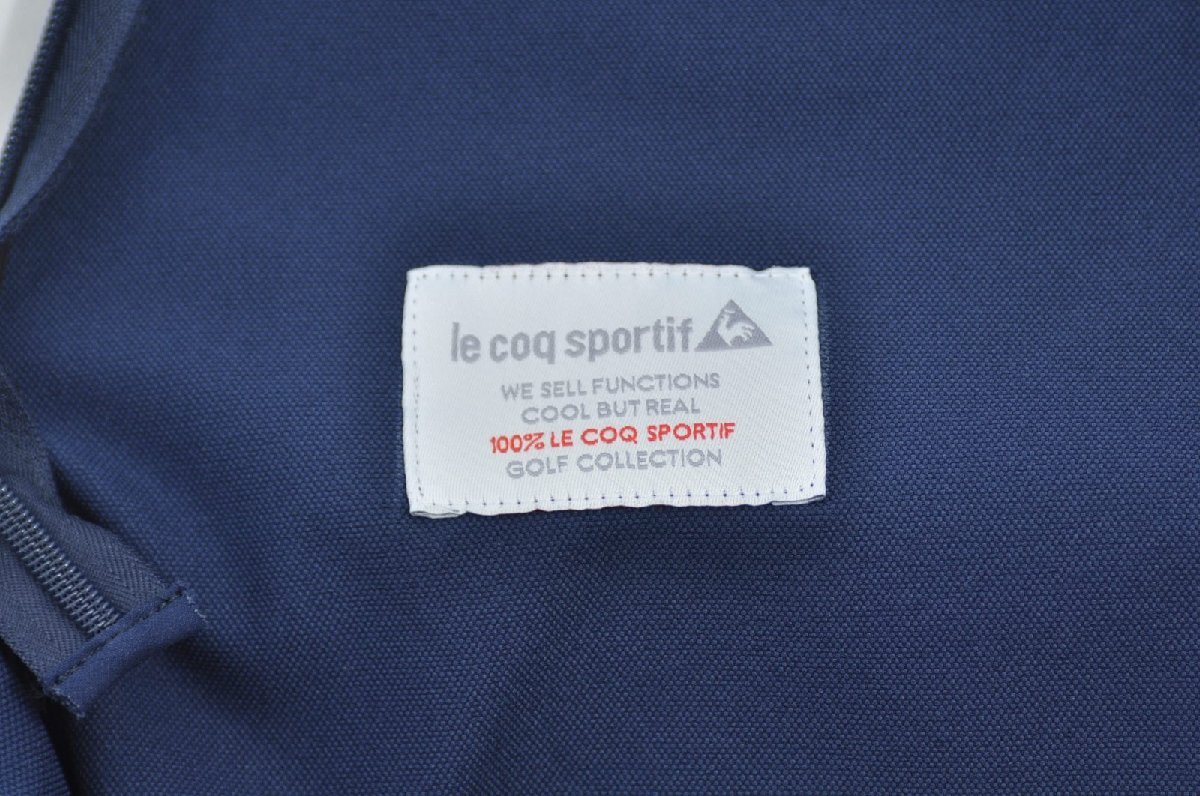 le coq sportif
WE SELL FUNCTIONS
COOL BUT REAL
100% LE COQ SPORTIF
GOLF COLLECTION